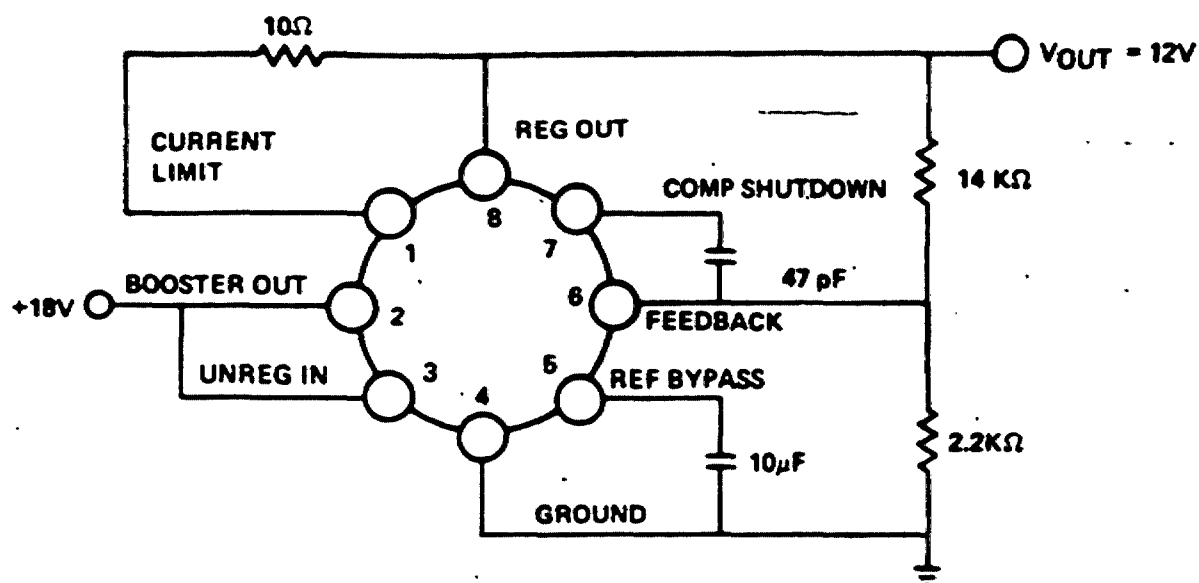 10Ω
VOUT = 12V
REG OUT
CURRENT
LIMIT
COMP SHUTDOWN
14 KΩ
8
7
1
47 pF
+18V
BOOSTER OUT
2
6
FEEDBACK
UNREG IN
3
4
5
REF BYPASS
2.2KΩ
10μF
GROUND